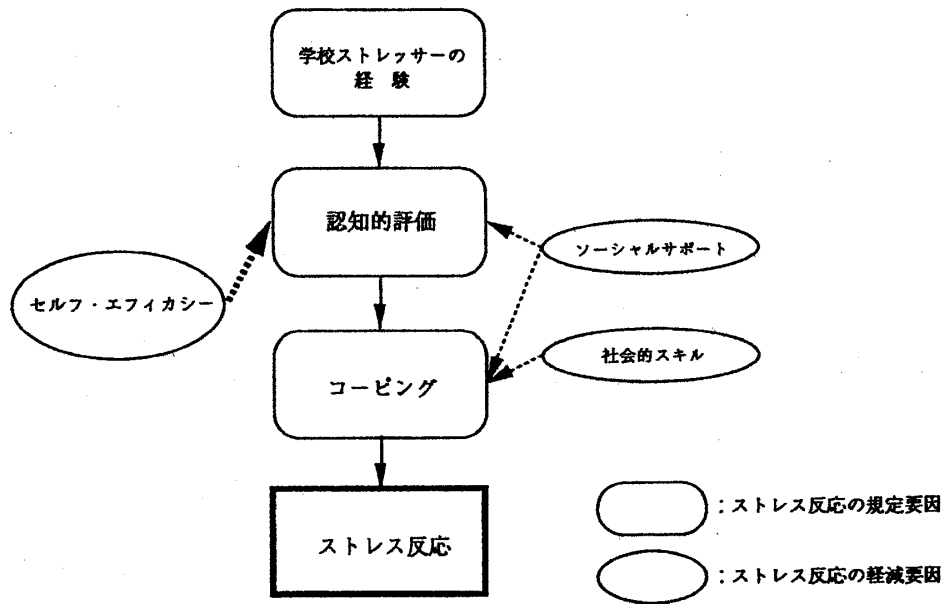 学校ストレッサーの
経 験
認知的評価
ソーシャルサポート
セルフ・エフィカシー
社会的スキル
コーピング
ストレス反応
：ストレス反応の規定要因
：ストレス反応の軽減要因